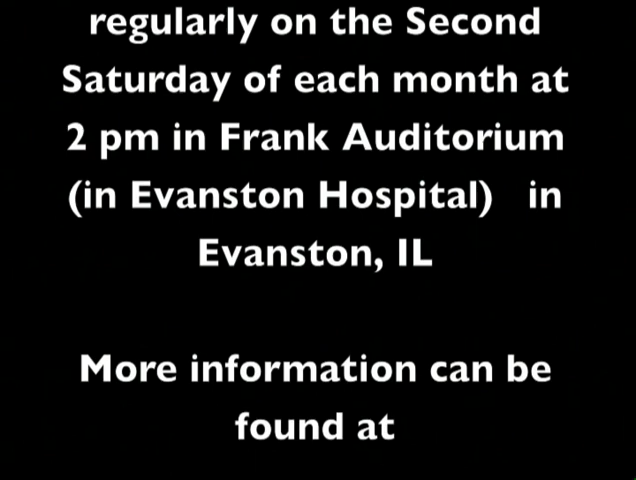 regularly on the Second
Saturday of each month at
2 pm in Frank Auditorium
(in Evanston Hospital)   in
Evanston, IL
More information can be
found at